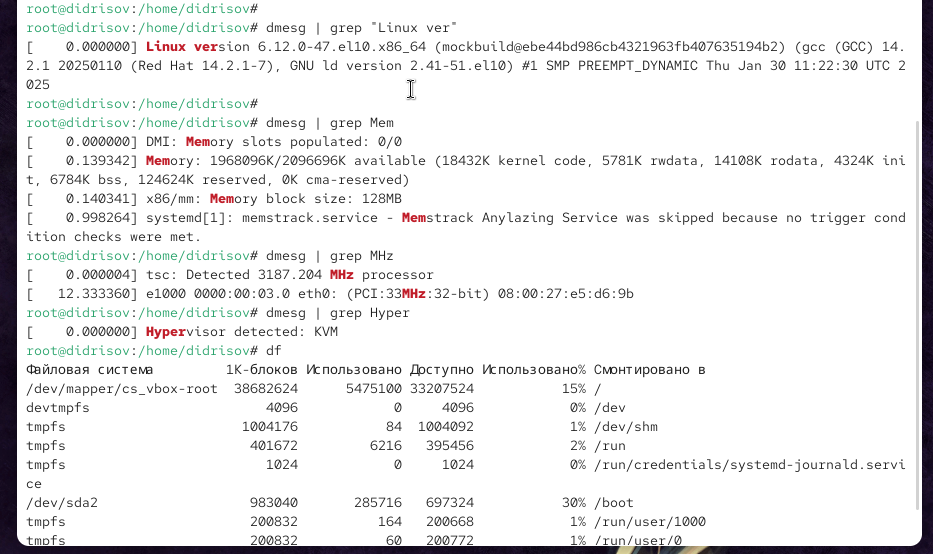 root@didrisov:/home/didrisov#
root@didrisov:/home/didrisov# dmesg | grep "Linux ver"
[    0.000000] Linux version 6.12.0-47.el10.x86_64 (mockbuild@ebe44bd986cb4321963fb407635194b2) (gcc (GCC) 14.
2.1 20250110 (Red Hat 14.2.1-7), GNU ld version 2.41-51.el10) #1 SMP PREEMPT_DYNAMIC Thu Jan 30 11:22:30 UTC 2
025
root@didrisov:/home/didrisov#
root@didrisov:/home/didrisov# dmesg | grep Mem
[    0.000000] DMI: Memory slots populated: 0/0
[    0.139342] Memory: 1968096K/2096696K available (18432K kernel code, 5781K rwdata, 14108K rodata, 4324K ini
t, 6784K bss, 124624K reserved, 0K cma-reserved)
[    0.140341] x86/mm: Memory block size: 128MB
[    0.998264] systemd[1]: memstrack.service - Memstrack Anylazing Service was skipped because no trigger cond
ition checks were met.
root@didrisov:/home/didrisov# dmesg | grep MHz
[    0.000004] tsc: Detected 3187.204 MHz processor
[   12.333360] e1000 0000:00:03.0 eth0: (PCI:33MHz:32-bit) 08:00:27:e5:d6:9b
root@didrisov:/home/didrisov# dmesg | grep Hyper
[    0.000000] Hypervisor detected: KVM
root@didrisov:/home/didrisov# df
Файловая система         1K-блоков Использовано Доступно Использовано% Смонтировано в
/dev/mapper/cs_vbox-root  38682624      5475100 33207524           15% /
devtmpfs                      4096            0     4096            0% /dev
tmpfs                      1004176           84  1004092            1% /dev/shm
tmpfs                       401672         6216   395456            2% /run
tmpfs                         1024            0     1024            0% /run/credentials/systemd-journald.servi
ce
/dev/sda2                   983040       285716   697324           30% /boot
tmpfs                       200832          164   200668            1% /run/user/1000
tmpfs                       200832           60   200772            1% /run/user/0